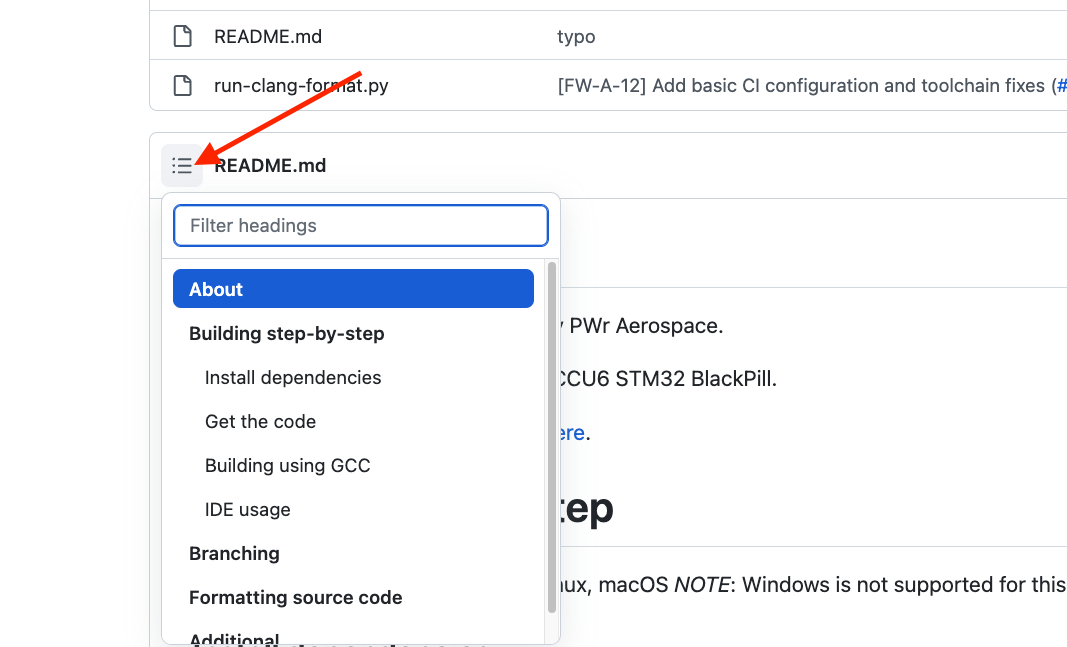 README.md typo
run-clang-format.py [FW-A-12] Add basic CI configuration and toolchain fixes (#
README.md
Filter headings
About
PWr Aerospace.
Building step-by-step
Install dependencies
CCU6 STM32 BlackPill.
Get the code
ere.
Building using GCC
IDE usage
tep
Branching
nux, macOS NOTE: Windows is not supported for this
Formatting source code
Additional